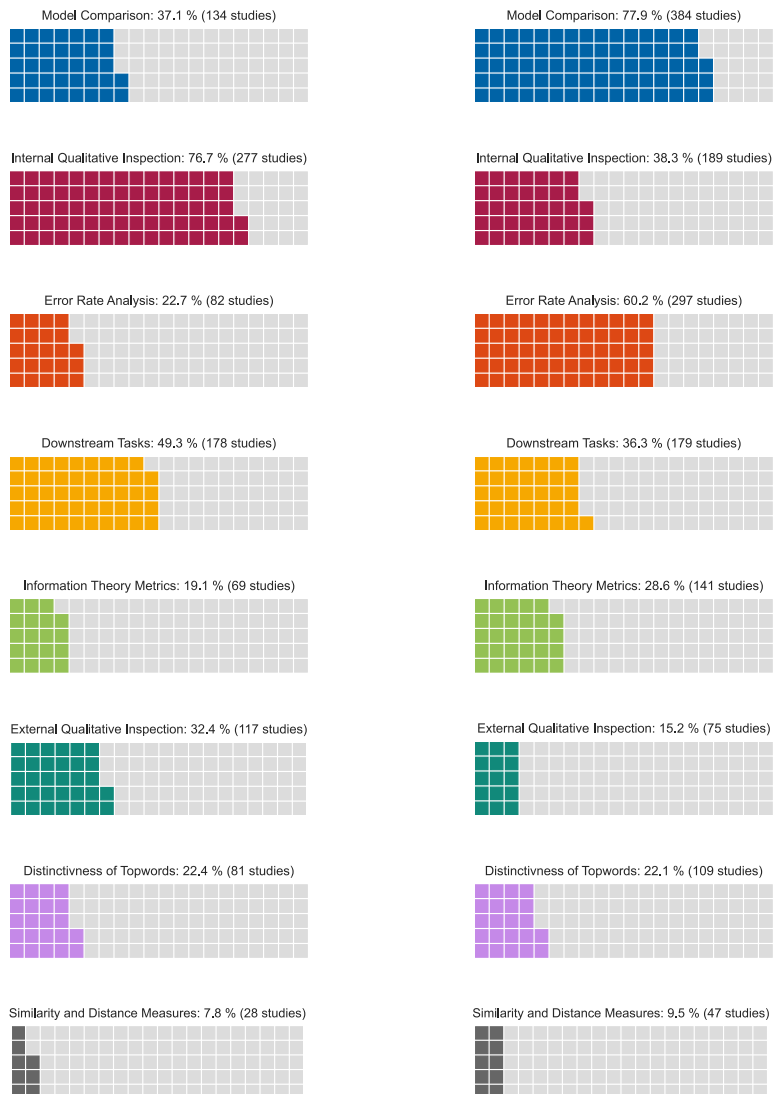 Model Comparison: 37.1 % (134 studies)
Model Comparison: 77.9 % (384 studies)
Internal Qualitative Inspection: 76.7 % (277 studies)
Internal Qualitative Inspection: 38.3 % (189 studies)
Error Rate Analysis: 22.7 % (82 studies)
Error Rate Analysis: 60.2 % (297 studies)
Downstream Tasks: 49.3 % (178 studies)
Downstream Tasks: 36.3 % (179 studies)
Information Theory Metrics: 19.1 % (69 studies)
Information Theory Metrics: 28.6 % (141 studies)
External Qualitative Inspection: 32.4 % (117 studies)
External Qualitative Inspection: 15.2 % (75 studies)
Distinctivness of Topwords: 22.4 % (81 studies)
Distinctivness of Topwords: 22.1 % (109 studies)
Similarity and Distance Measures: 7.8 % (28 studies)
Similarity and Distance Measures: 9.5 % (47 studies)